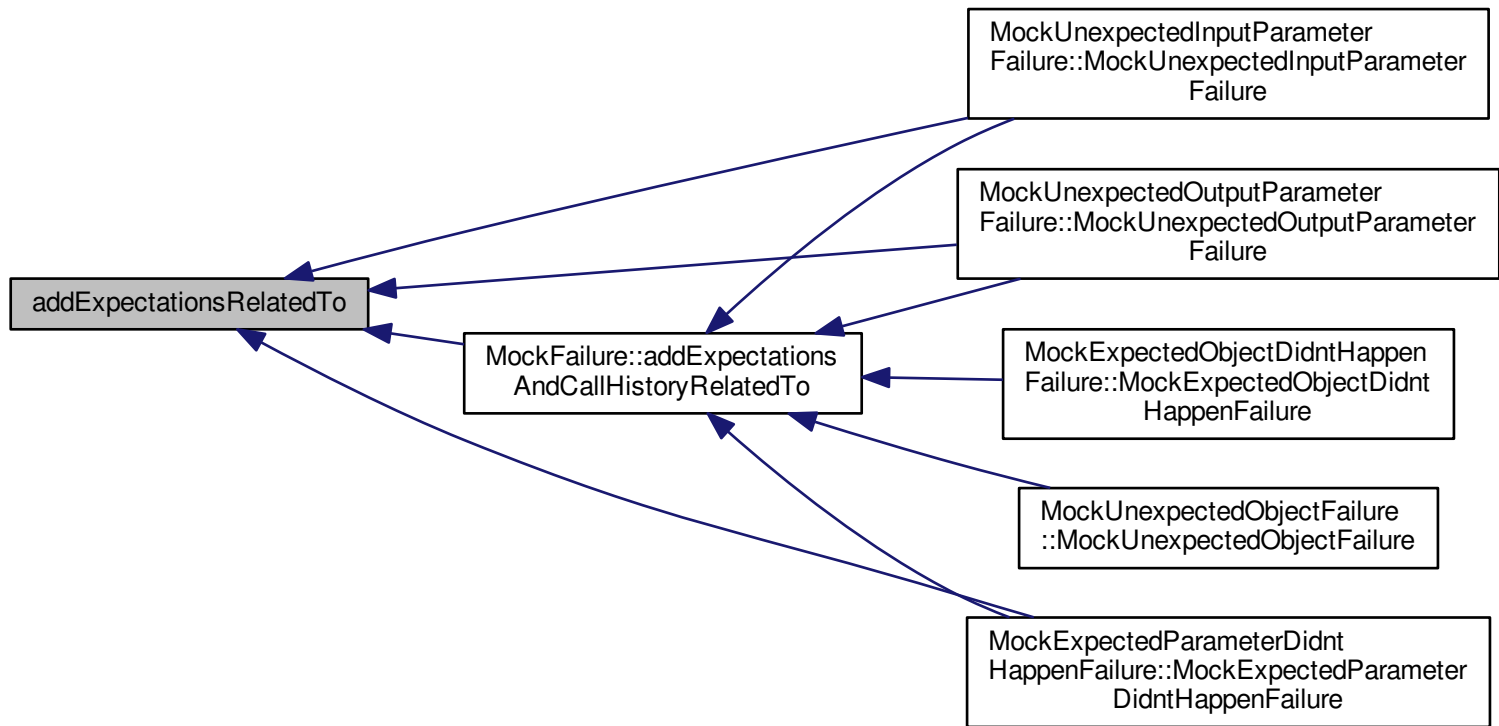 MockUnexpectedInputParameter
Failure::MockUnexpectedInputParameter
Failure
MockUnexpectedOutputParameter
Failure::MockUnexpectedOutputParameter
Failure
addExpectationsRelatedTo
MockFailure::addExpectations
AndCallHistoryRelatedTo
MockExpectedObjectDidntHappen
Failure::MockExpectedObjectDidnt
HappenFailure
MockUnexpectedObjectFailure
::MockUnexpectedObjectFailure
MockExpectedParameterDidnt
HappenFailure::MockExpectedParameter
DidntHappenFailure